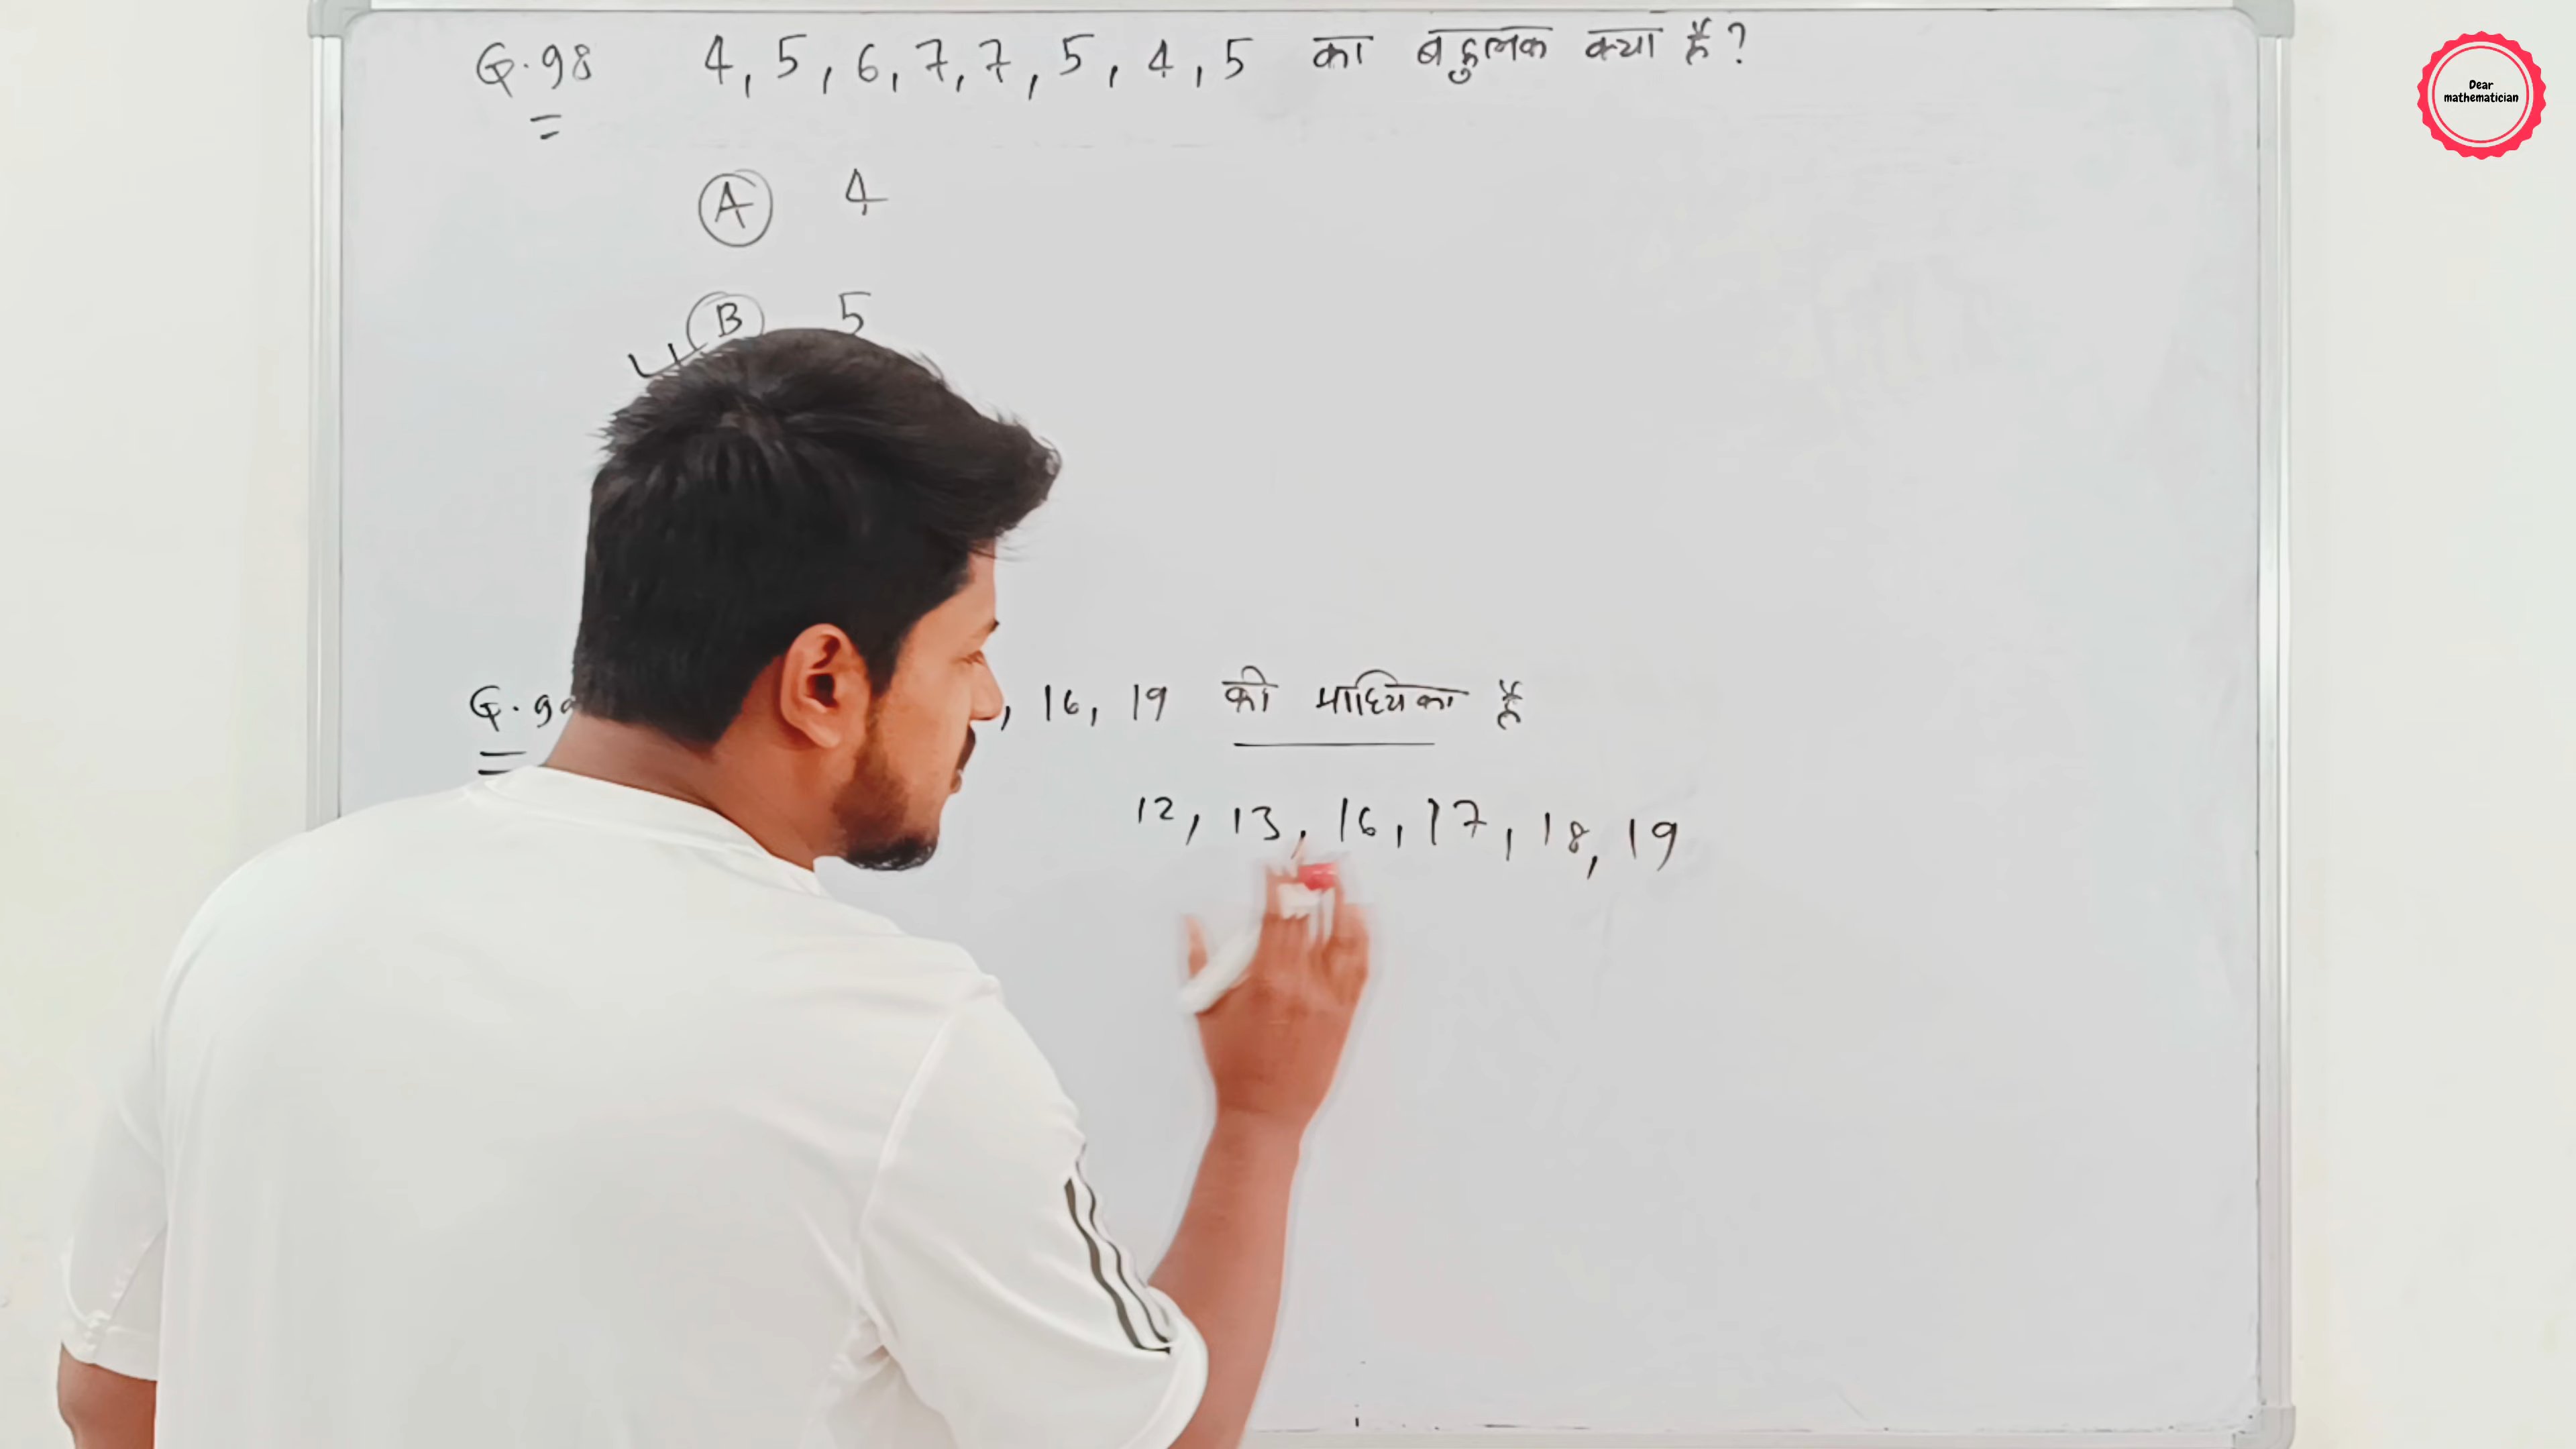 Q.98 4, 5, 6, 7, 7, 5, 4, 5 का बहुलक क्या है?
Dear
mathematician
A 4
B 5
Q. 99 , 16, 19 की माध्यिका है
12, 13, 16, 17, 18, 19